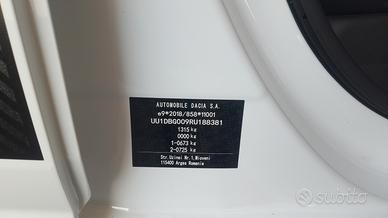 AUTOMOBILE DACIA S.A.
e9*2018/858*11001
UU1DBG009RU188381
1315 kg
0000 kg
1-0673 kg
2-0725 kg
Str. Uzinei Nr.1,Mioveni
115400 Arges Romania
subito